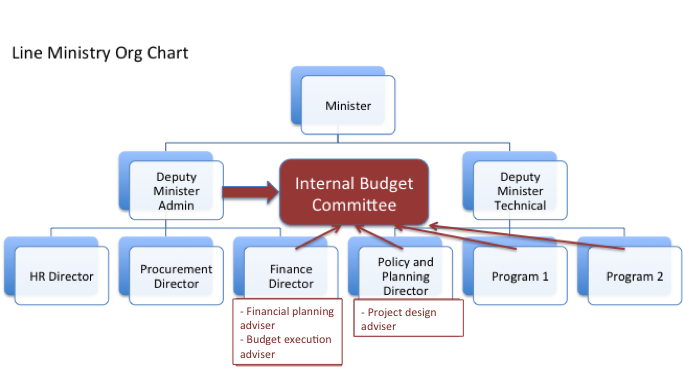 Line Ministry Org Chart
Minister
Deputy
Minister
Admin
Internal Budget
Committee
Deputy
Minister
Technical
HR Director
Procurement
Director
Finance
Director
Policy and
Planning
Director
Program 1
Program 2
- Financial planning
adviser
- Budget execution
adviser
- Project design
adviser